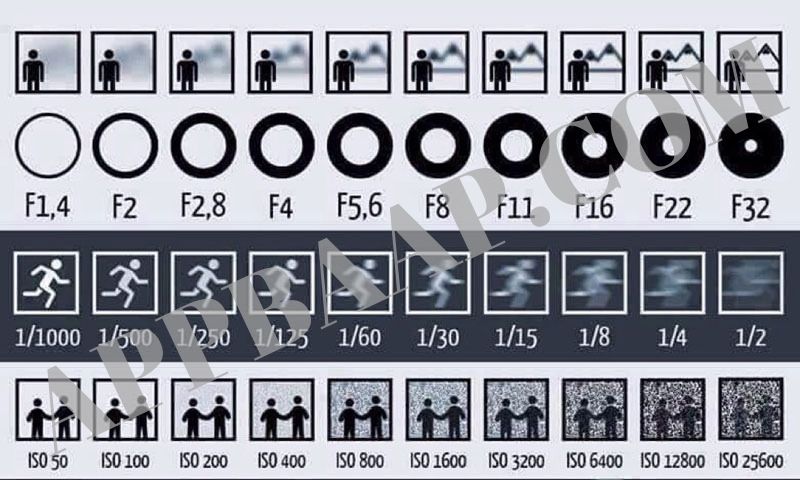 F1,4 F2 F2,8 F4 F5,6 F8 F11 F16 F22 F32
1/1000 1/500 1/250 1/125 1/60 1/30 1/15 1/8 1/4 1/2
ISO 50 ISO 100 ISO 200 ISO 400 ISO 800 ISO 1600 ISO 3200 ISO 6400 ISO 12800 ISO 25600
APPBAAP.COM